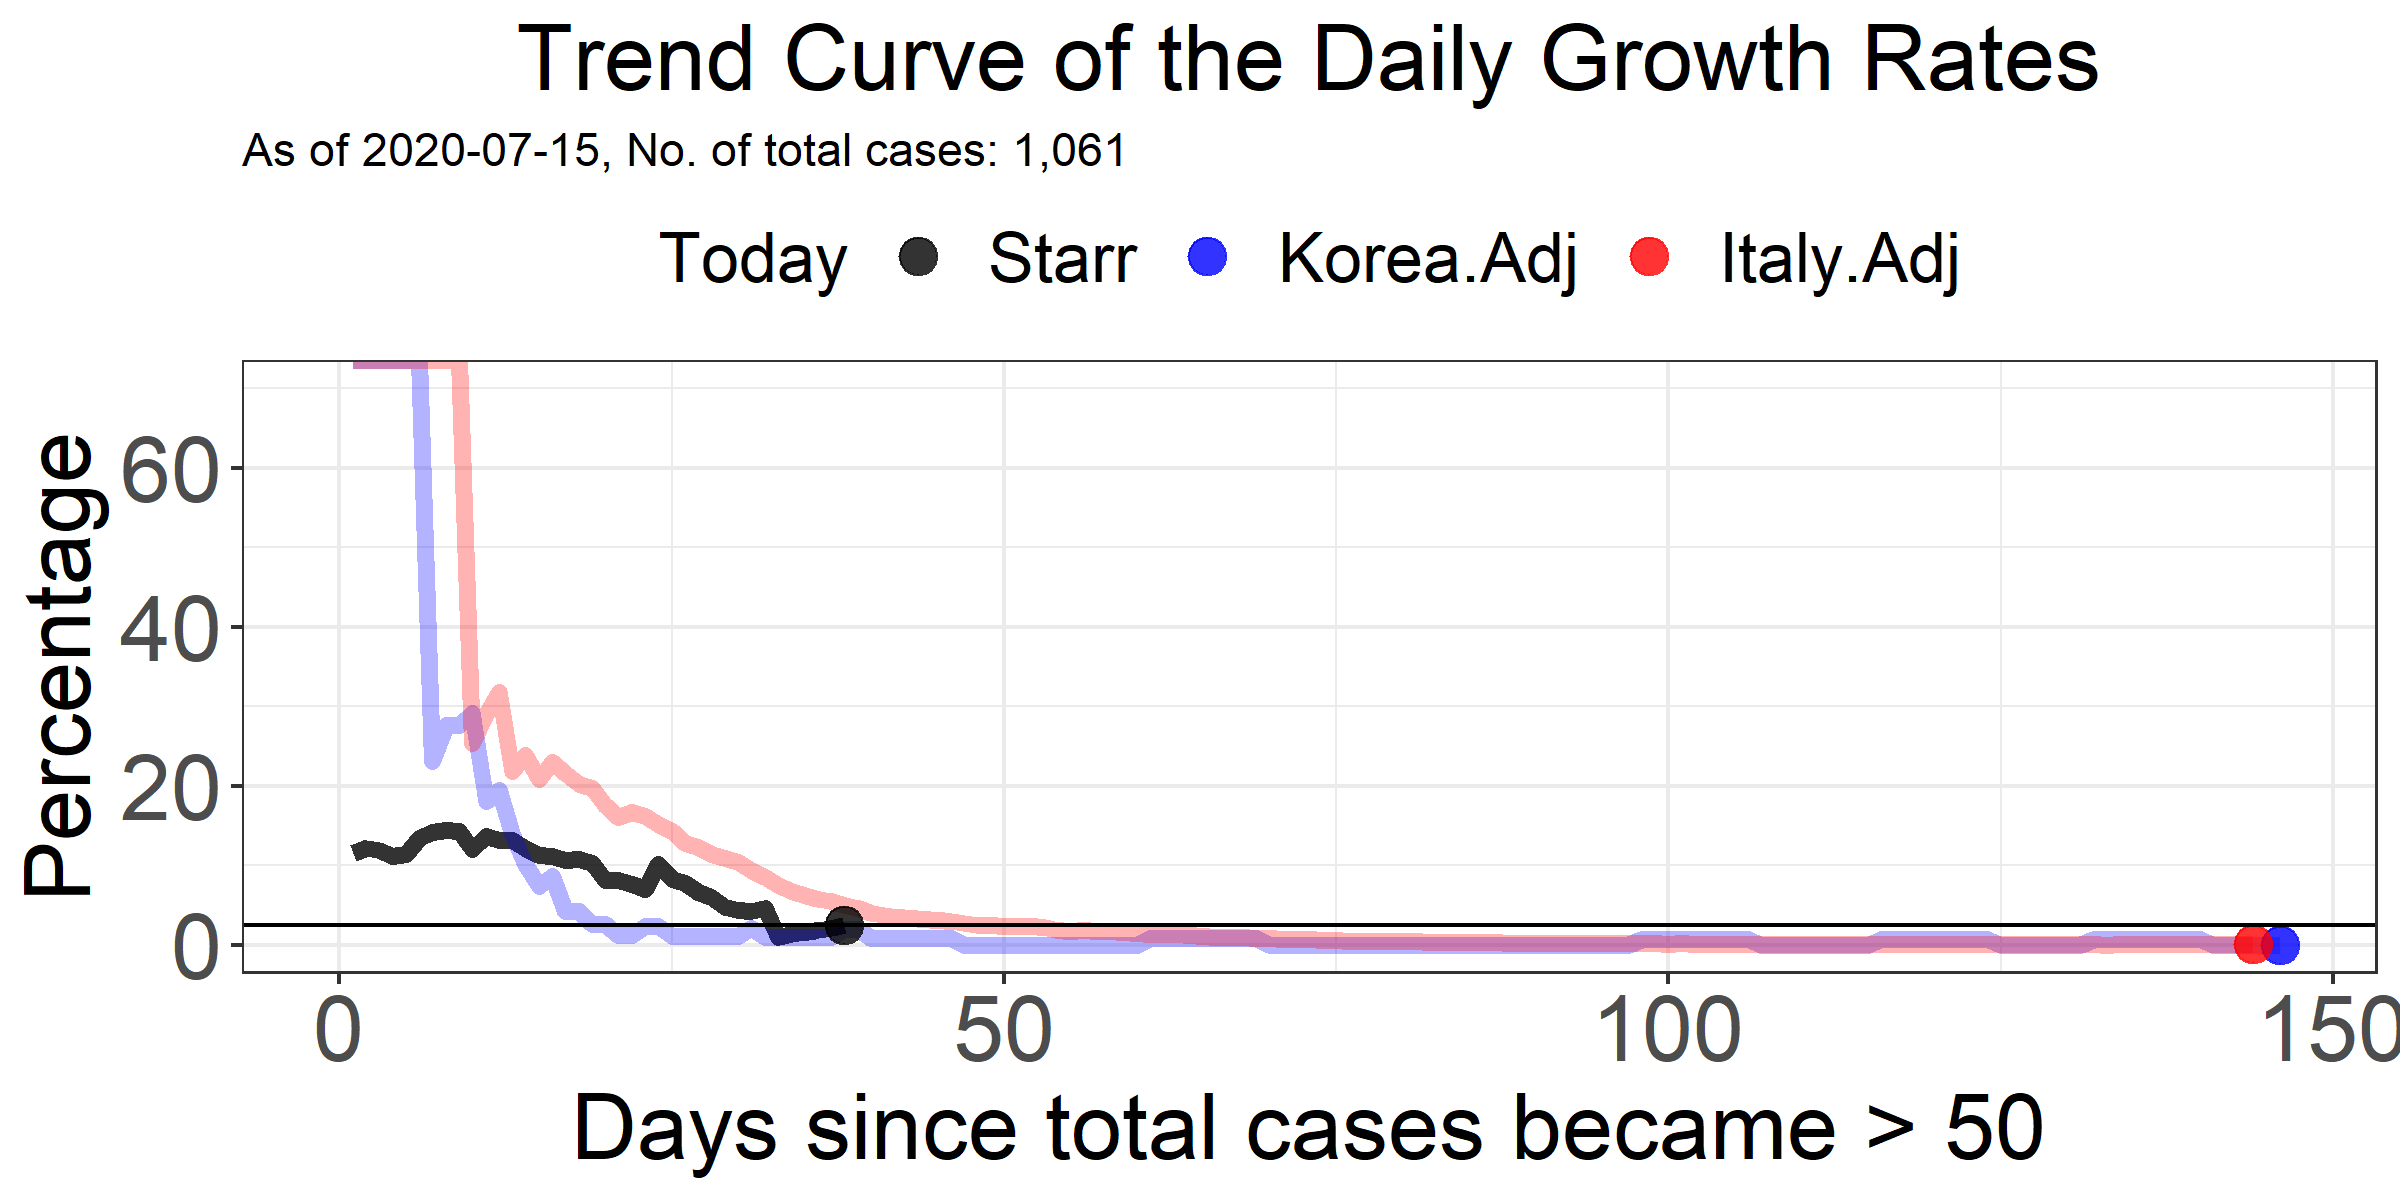 Trend Curve of the Daily Growth Rates
As of 2020-07-15, No. of total cases: 1,061
Today Starr Korea.Adj Italy.Adj
Percentage
60
40
20
0
0 50 100 150
Days since total cases became > 50